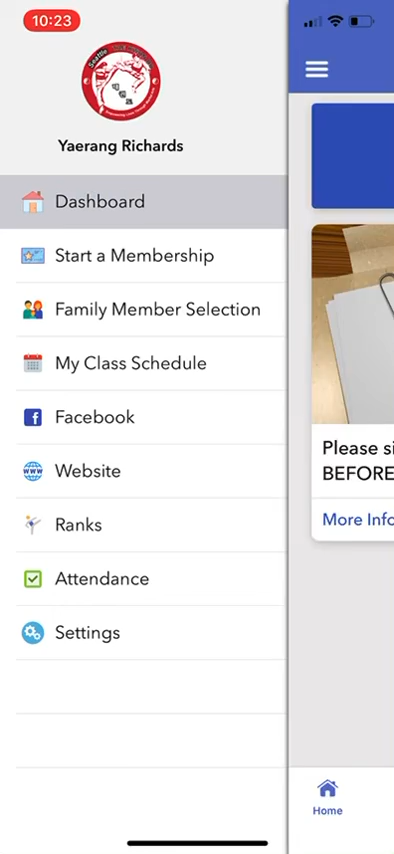 10:23
Seattle
Yaerang Richards
Dashboard
Start a Membership
Family Member Selection
My Class Schedule
Facebook
Website
Ranks
Attendance
Settings
Please si
BEFORE
More Info
Home